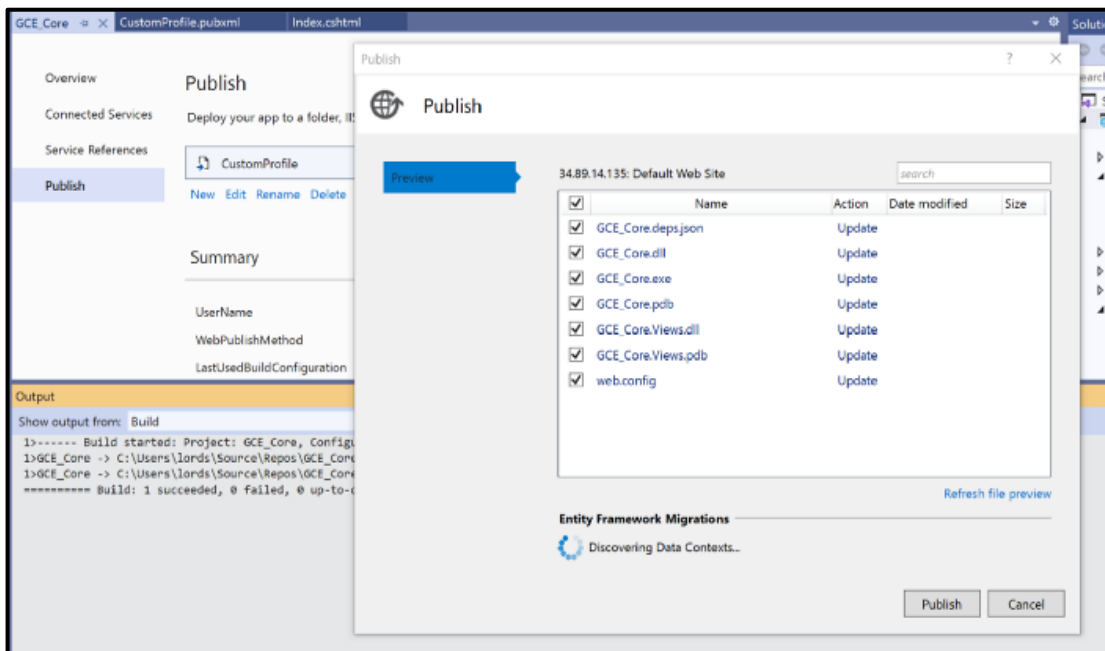 GCE_Core
CustomProfile.pubxml
Index.cshtml
Overview
Connected Services
Service References
Publish
Publish
Deploy your app to a folder,
CustomProfile
New Edit Rename Delete
Summary
UserName
WebPublishMethod
LastUsedBuildConfiguration
Publish
?
Publish
Preview
34.89.14.135: Default Web Site
search
Name Action Date modified Size
GCE_Core.deps.json Update
GCE_Core.dll Update
GCE_Core.exe Update
GCE_Core.pdb Update
GCE_Core.Views.dll Update
GCE_Core.Views.pdb Update
web.config Update
Refresh file preview
Entity Framework Migrations
Discovering Data Contexts...
Publish Cancel
Output
Show output from: Build
1>------ Build started: Project: GCE_Core, Configu
1>GCE_Core -> C:\Users\lords\Source\Repos\GCE_Core
1>GCE_Core -> C:\Users\lords\Source\Repos\GCE_Core
========== Build: 1 succeeded, 0 failed, 0 up-to-d
Soluti
earch